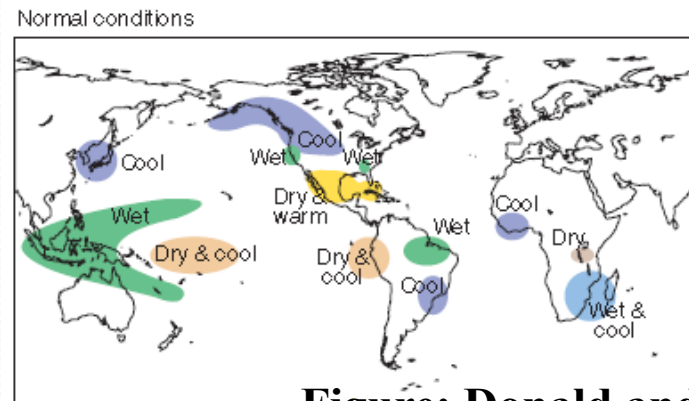 Normal conditions
Cool
Wet
Wet
Cool
Wet
Dry &
warm
Cool
Wet
Dry & cool
Dry &
cool
Dry
Cool
Wet &
cool
Figure: Donald and